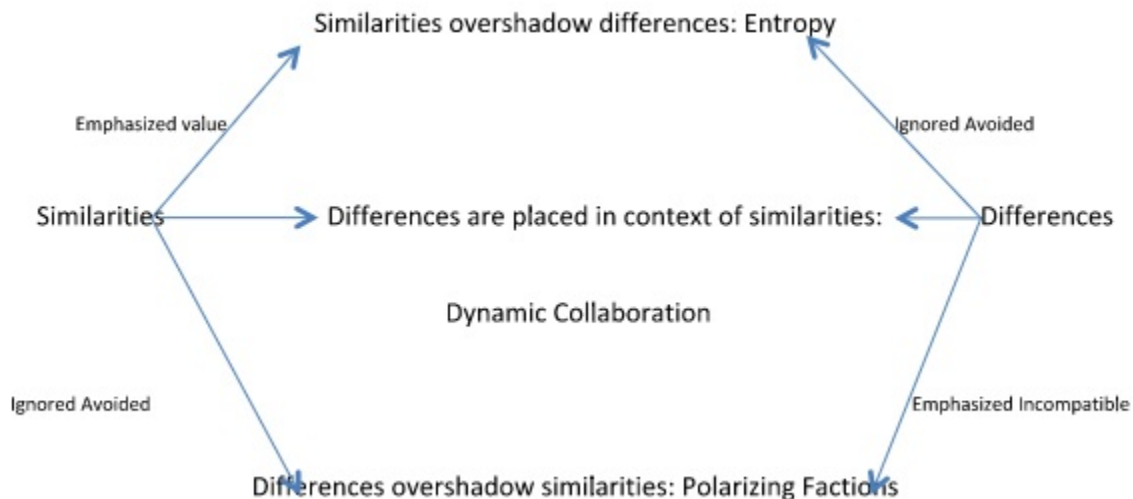 Similarities overshadow differences: Entropy
Emphasized value
Ignored Avoided
Similarities
Differences are placed in context of similarities:
Differences
Dynamic Collaboration
Ignored Avoided
Emphasized Incompatible
Differences overshadow similarities: Polarizing Factions